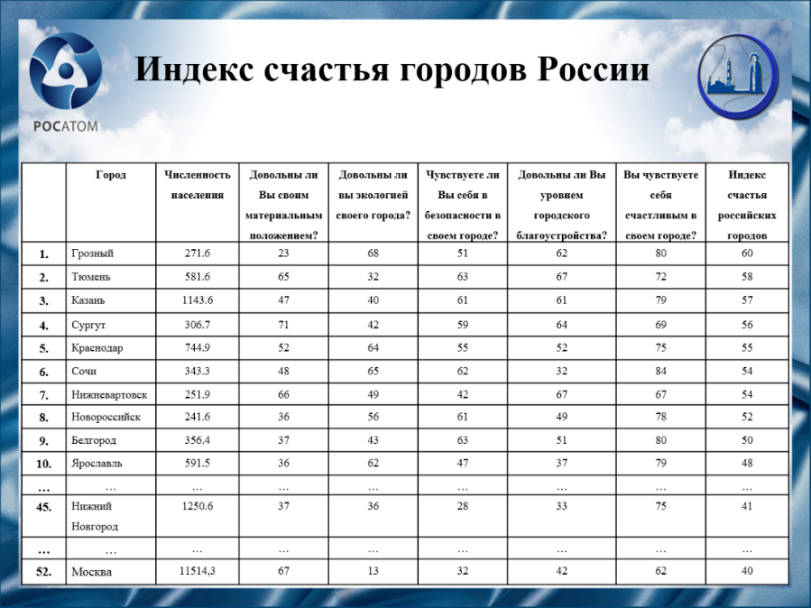 Индекс счастья городов России
РОСАТОМ
Город | Численность населения | Довольны ли Вы своим материальным положением? | Довольны ли вы экологией своего города? | Чувствуете ли Вы себя в безопасности в своем городе? | Довольны ли Вы уровнем городского благоустройства? | Вы чувствуете себя счастливым в своем городе? | Индекс счастья российских городов
1. | Грозный | 271.6 | 23 | 68 | 51 | 62 | 80 | 60
2. | Тюмень | 581.6 | 65 | 32 | 63 | 67 | 72 | 58
3. | Казань | 1143.6 | 47 | 40 | 61 | 61 | 79 | 57
4. | Сургут | 306.7 | 71 | 42 | 59 | 64 | 69 | 56
5. | Краснодар | 744.9 | 52 | 64 | 55 | 52 | 75 | 55
6. | Сочи | 343.3 | 48 | 65 | 62 | 32 | 84 | 54
7. | Нижневартовск | 251.9 | 66 | 49 | 42 | 67 | 67 | 54
8. | Новороссийск | 241.6 | 36 | 56 | 61 | 49 | 78 | 52
9. | Белгород | 356.4 | 37 | 43 | 63 | 51 | 80 | 50
10. | Ярославль | 591.5 | 36 | 62 | 47 | 37 | 79 | 48
... | ... | ... | ... | ... | ... | ... | ... | ...
45. | Нижний Новгород | 1250.6 | 37 | 36 | 28 | 33 | 75 | 41
... | ... | ... | ... | ... | ... | ... | ... | ...
52. | Москва | 11514,3 | 67 | 13 | 32 | 42 | 62 | 40